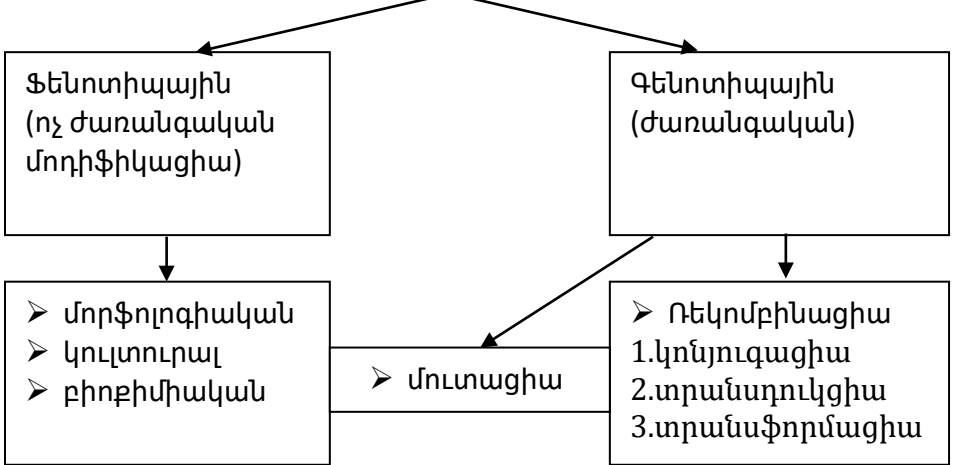 Ֆենոտիպային
(ոչ ժառանգական
մոդիֆիկացիա)
Գենոտիպային
(ժառանգական)
➢ մորֆոլոգիական
➢ կուլտուրալ
➢ բիոքիմիական
➢ մուտացիա
➢ Ռեկոմբինացիա
1.կոնյուգացիա
2.տրանսդուկցիա
3.տրանսֆորմացիա